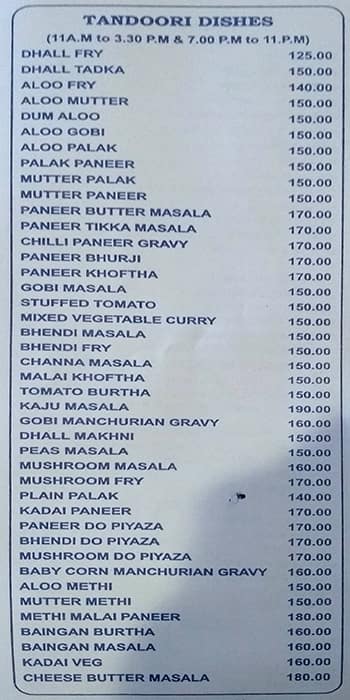 TANDOORI DISHES
(11A.M to 3.30 P.M & 7.00 P.M to 11.P.M)
DHALL FRY 125.00
DHALL TADKA 150.00
ALOO FRY 140.00
ALOO MUTTER 150.00
DUM ALOO 150.00
ALOO GOBI 150.00
ALOO PALAK 150.00
PALAK PANEER 150.00
MUTTER PALAK 150.00
MUTTER PANEER 150.00
PANEER BUTTER MASALA 170.00
PANEER TIKKA MASALA 170.00
CHILLI PANEER GRAVY 170.00
PANEER BHURJI 170.00
PANEER KHOFTHA 170.00
GOBI MASALA 150.00
STUFFED TOMATO 150.00
MIXED VEGETABLE CURRY 150.00
BHENDI MASALA 150.00
BHENDI FRY 150.00
CHANNA MASALA 150.00
MALAI KHOFTHA 150.00
TOMATO BURTHA 150.00
KAJU MASALA 190.00
GOBI MANCHURIAN GRAVY 160.00
DHALL MAKHNI 150.00
PEAS MASALA 150.00
MUSHROOM MASALA 160.00
MUSHROOM FRY 170.00
PLAIN PALAK 140.00
KADAI PANEER 170.00
PANEER DO PIYAZA 170.00
BHENDI DO PIYAZA 170.00
MUSHROOM DO PIYAZA 170.00
BABY CORN MANCHURIAN GRAVY 160.00
ALOO METHI 150.00
MUTTER METHI 150.00
METHI MALAI PANEER 180.00
BAINGAN BURTHA 160.00
BAINGAN MASALA 150.00
KADAI VEG 160.00
CHEESE BUTTER MASALA 180.00